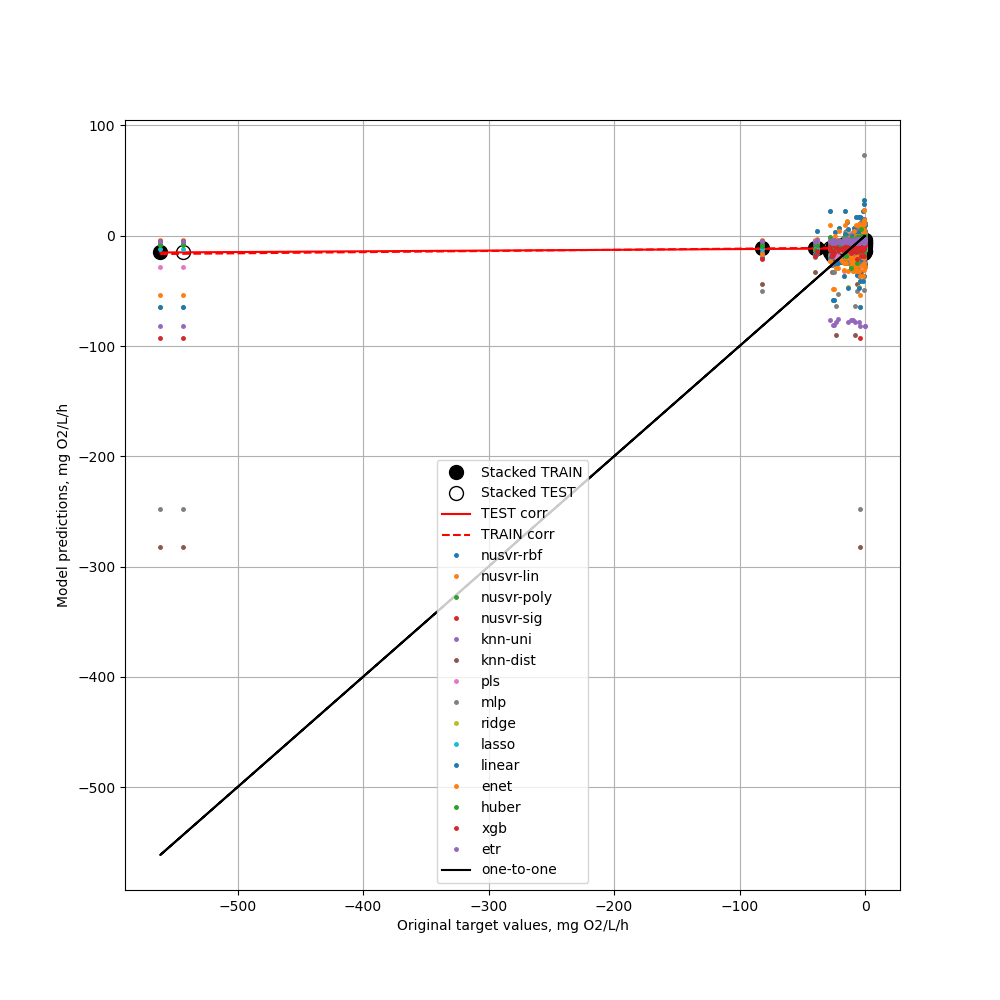 100
0
−100
−200
−300
−400
−500
Model predictions, mg O2/L/h
Stacked TRAIN
Stacked TEST
TEST corr
TRAIN corr
nusvr-rbf
nusvr-lin
nusvr-poly
nusvr-sig
knn-uni
knn-dist
pls
mlp
ridge
lasso
linear
enet
huber
xgb
etr
one-to-one
−500 −400 −300 −200 −100 0
Original target values, mg O2/L/h